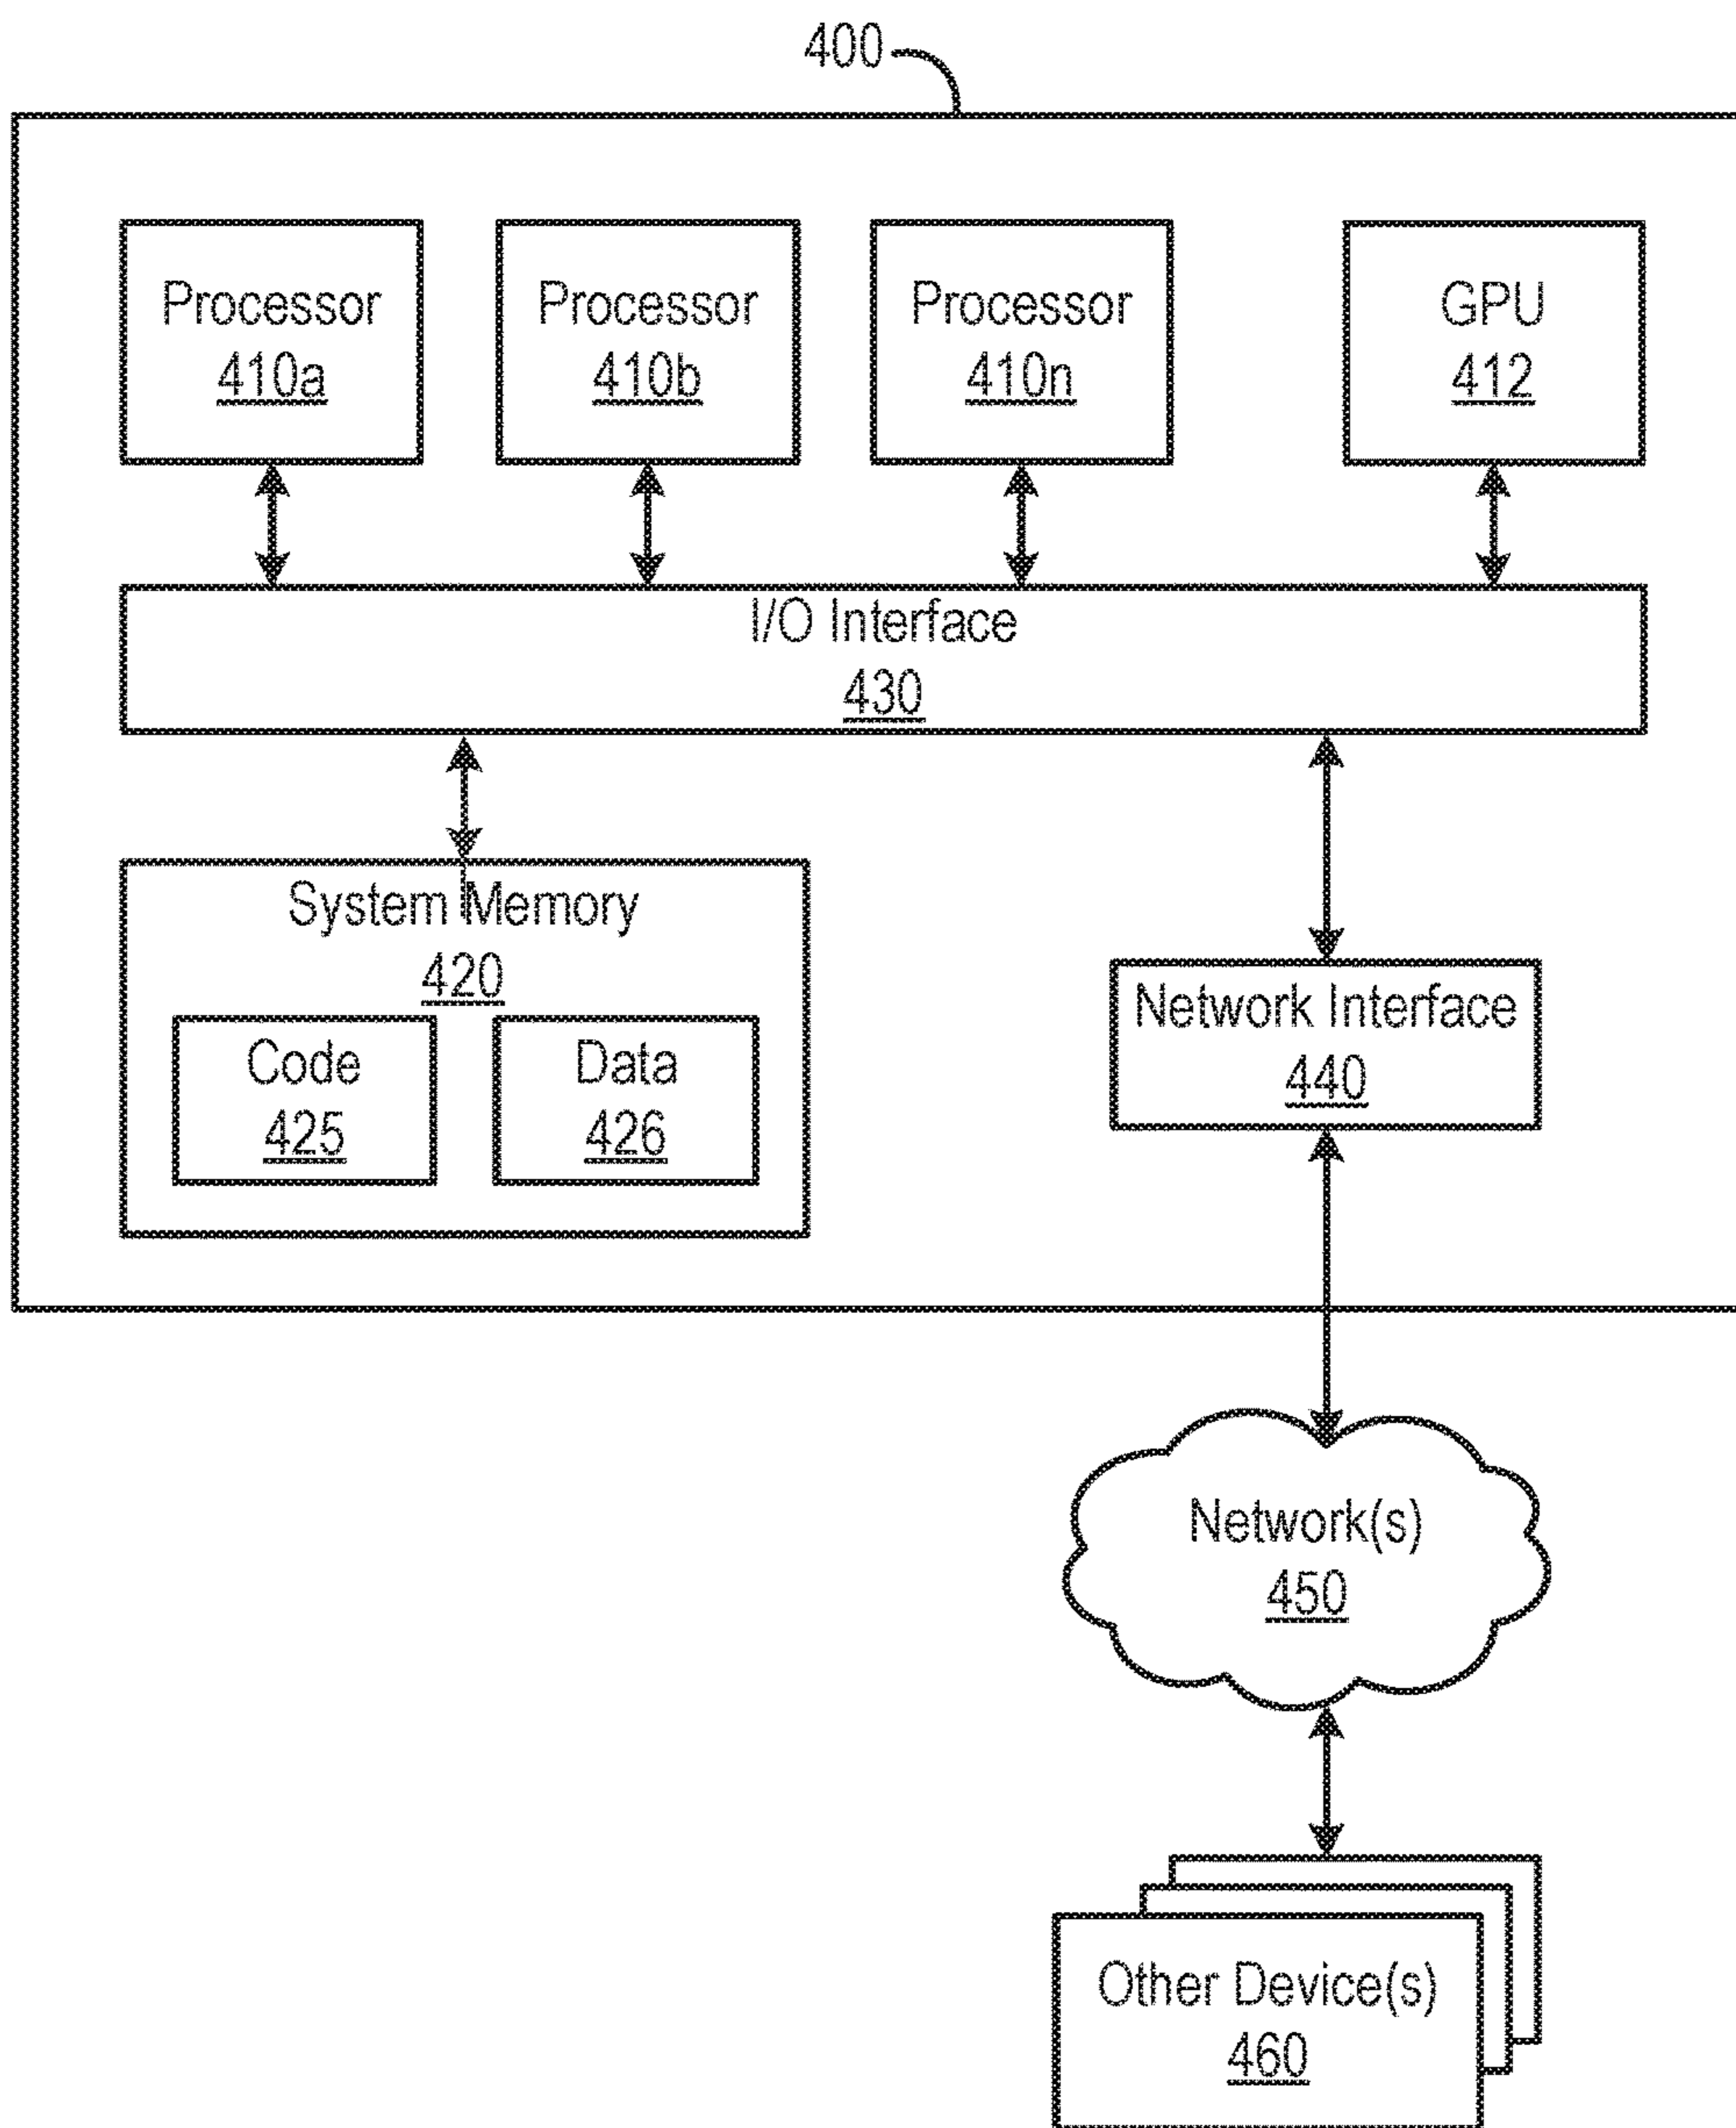 400
Processor
410a
Processor
410b
Processor
410n
GPU
412
I/O Interface
430
System Memory
420
Code
425
Data
426
Network Interface
440
Network(s)
450
Other Device(s)
460